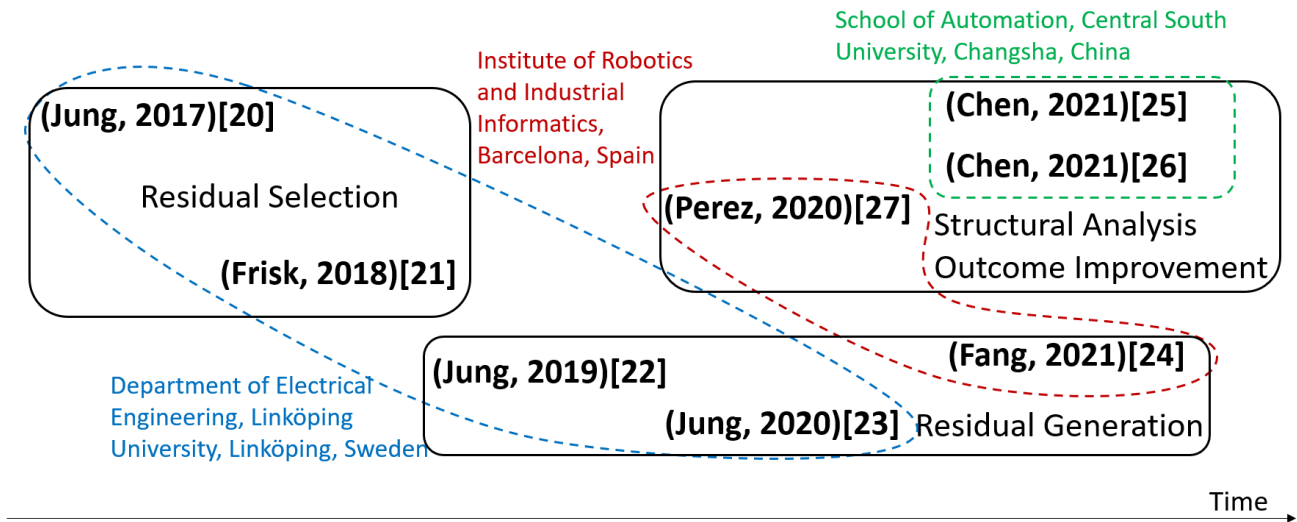 School of Automation, Central South
University, Changsha, China
Institute of Robotics
and Industrial
Informatics,
Barcelona, Spain
(Jung, 2017)[20]
Residual Selection
(Frisk, 2018)[21]
(Chen, 2021)[25]
(Chen, 2021)[26]
(Perez, 2020)[27]
Structural Analysis
Outcome Improvement
(Jung, 2019)[22]
(Fang, 2021)[24]
(Jung, 2020)[23]
Residual Generation
Department of Electrical
Engineering, Linköping
University, Linköping, Sweden
Time